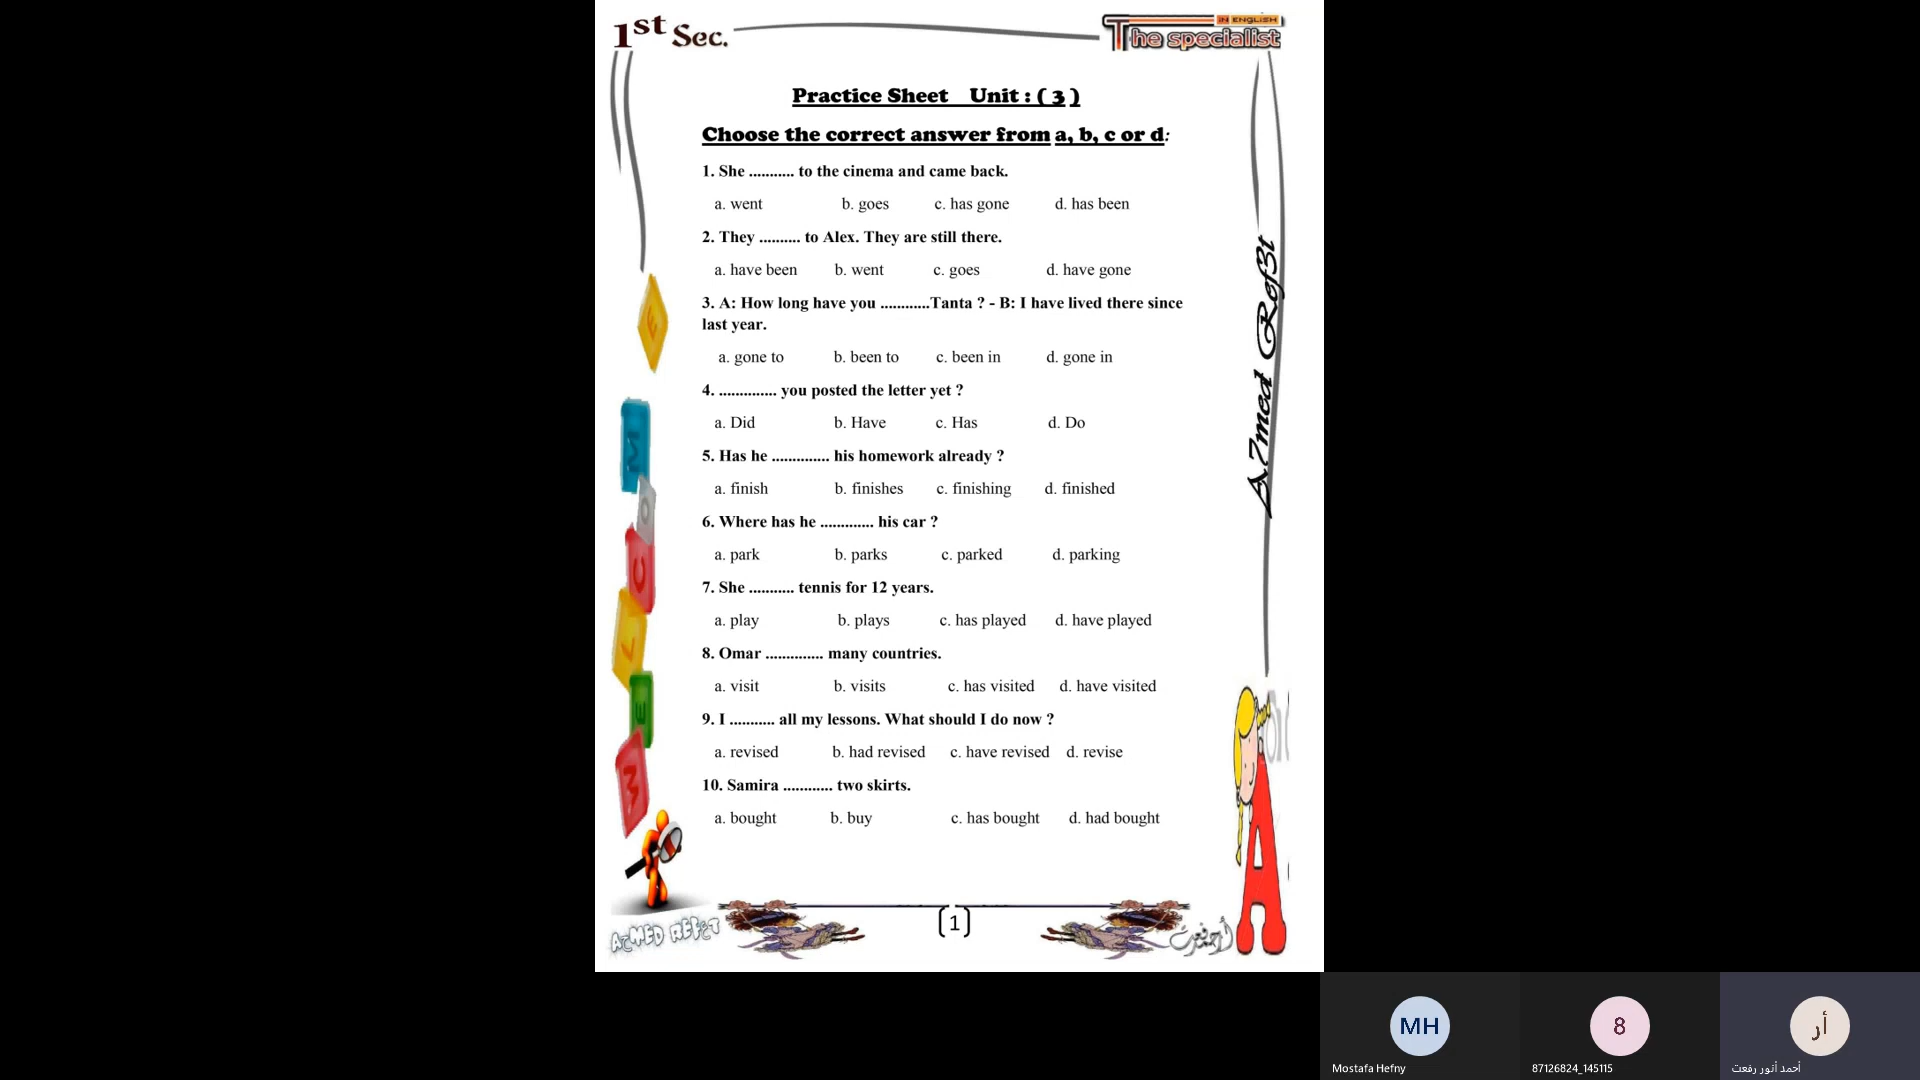 1st Sec.
IN ENGLISH
The specialist
Practice Sheet Unit : ( 3 )
Choose the correct answer from a, b, c or d:
1. She ........... to the cinema and came back.
a. went b. goes c. has gone d. has been
2. They .......... to Alex. They are still there.
a. have been b. went c. goes d. have gone
3. A: How long have you ............Tanta ? - B: I have lived there since
last year.
a. gone to b. been to c. been in d. gone in
4. .............. you posted the letter yet ?
a. Did b. Have c. Has d. Do
5. Has he .............. his homework already ?
a. finish b. finishes c. finishing d. finished
6. Where has he ............. his car ?
a. park b. parks c. parked d. parking
7. She ........... tennis for 12 years.
a. play b. plays c. has played d. have played
8. Omar .............. many countries.
a. visit b. visits c. has visited d. have visited
9. I ........... all my lessons. What should I do now ?
a. revised b. had revised c. have revised d. revise
10. Samira ............ two skirts.
a. bought b. buy c. has bought d. had bought
WELCOME
A7med Ref3t
A
1
أحمد رفعت
MH
8
أر
Mostafa Hefny
87126824_145115
أحمد أنور رفعت